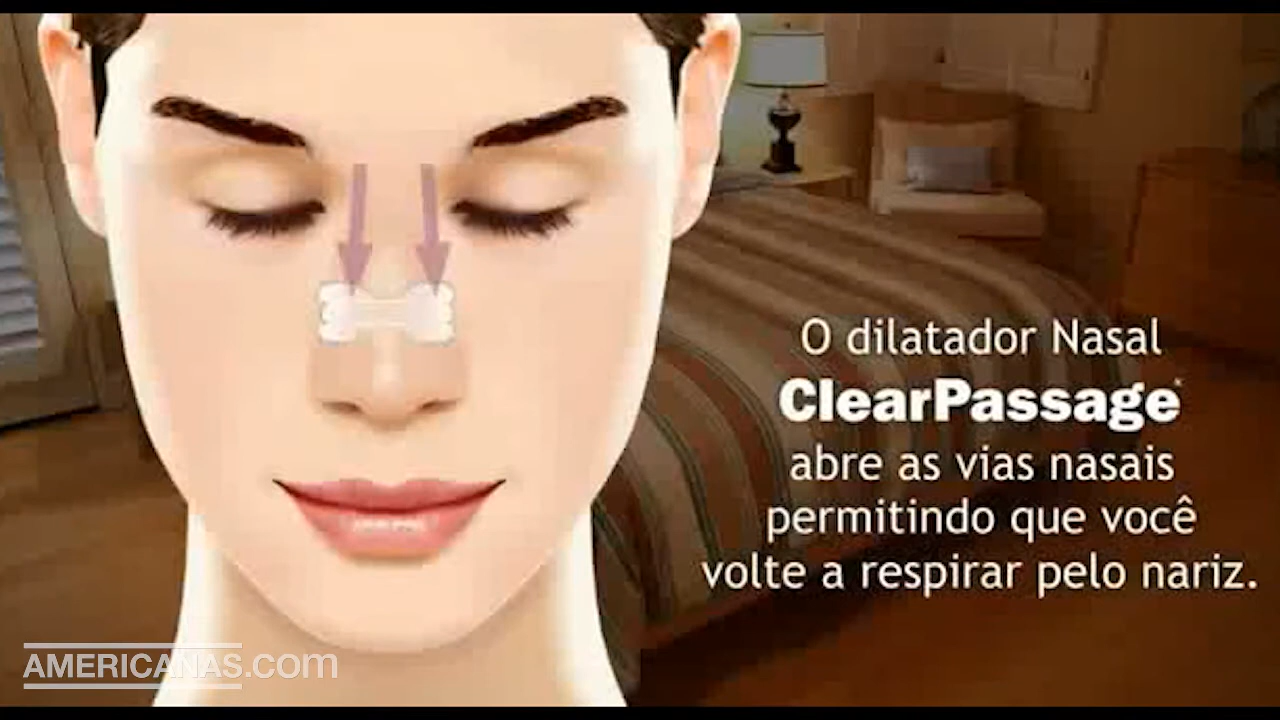 O dilatador Nasal
ClearPassage
abre as vias nasais
permitindo que você
volte a respirar pelo nariz.
AMERICANAS.com